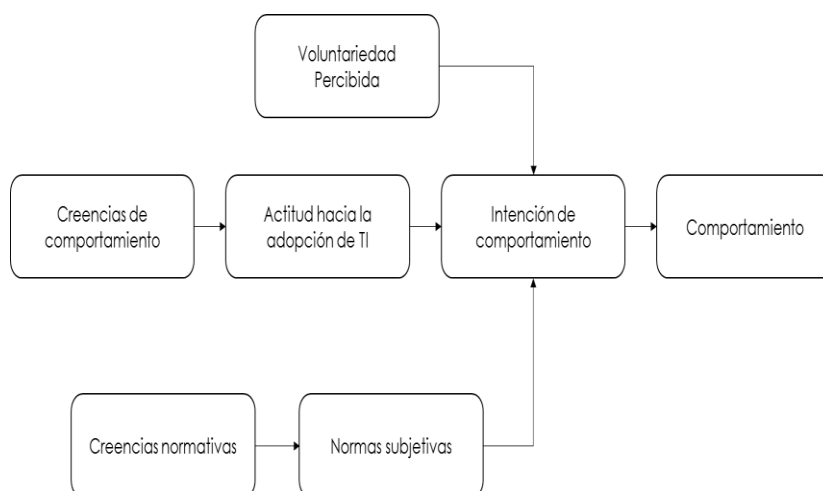 Voluntariedad
Percibida
Creencias de
comportamiento
Actitud hacia la
adopción de TI
Intención de
comportamiento
Comportamiento
Creencias normativas
Normas subjetivas